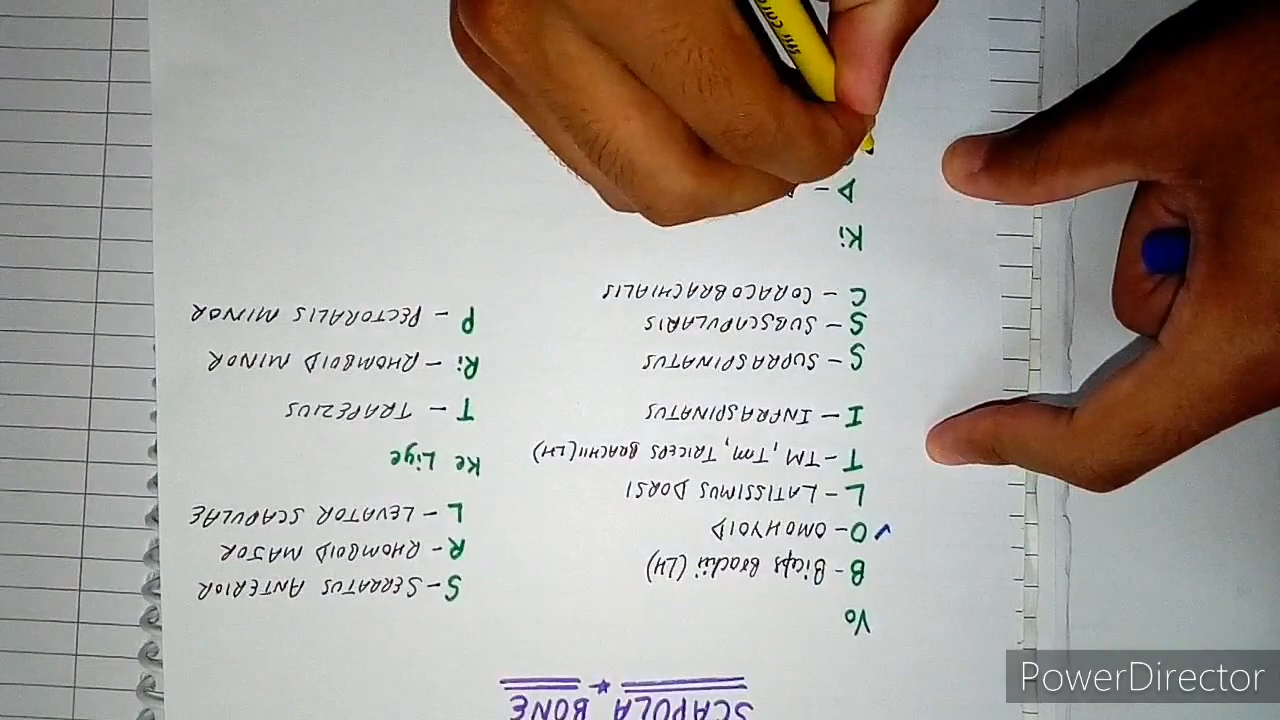 SCAPULA BONE
Vo
B - Biceps Brachii (LH)
O - OMOHYOID
L - LATISSIMUS DORSI
T - TM, Tm, TRICEPS BRACHII (LH)
I - INFRASPINATUS
S - SUPRASPINATUS
S - SUBSCAPULARIS
C - CORACOBRACHIALIS
Ki
D -
S - SERRATUS ANTERIOR
R - RHOMBOID MAJOR
L - LEVATOR SCAPULAE
Ke Liye
T - TRAPEZIUS
Ri - RHOMBOID MINOR
P - PECTORALIS MINOR
PowerDirector